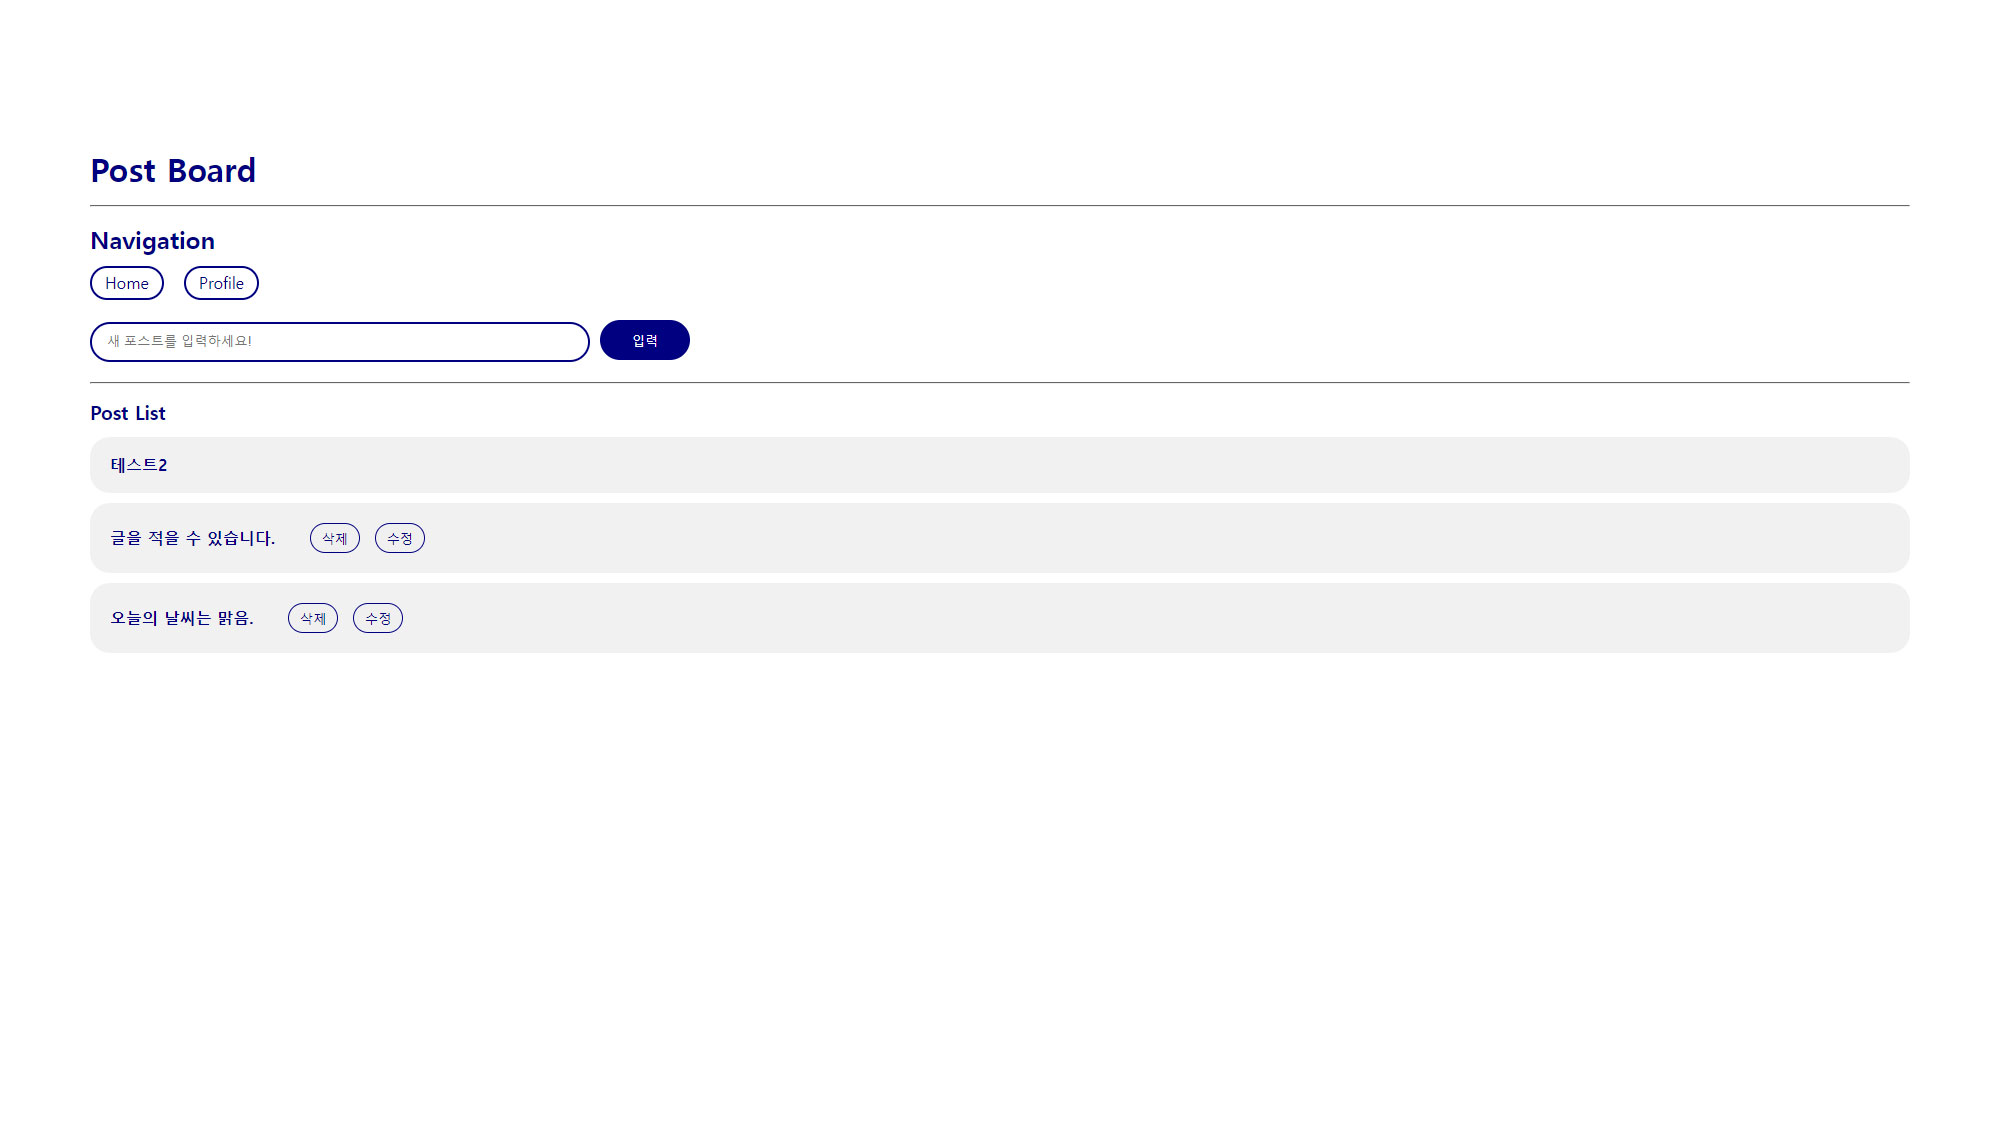 Post Board
Navigation
Home Profile
새 포스트를 입력하세요! 입력
Post List
테스트2
글을 적을 수 있습니다. 삭제 수정
오늘의 날씨는 맑음. 삭제 수정